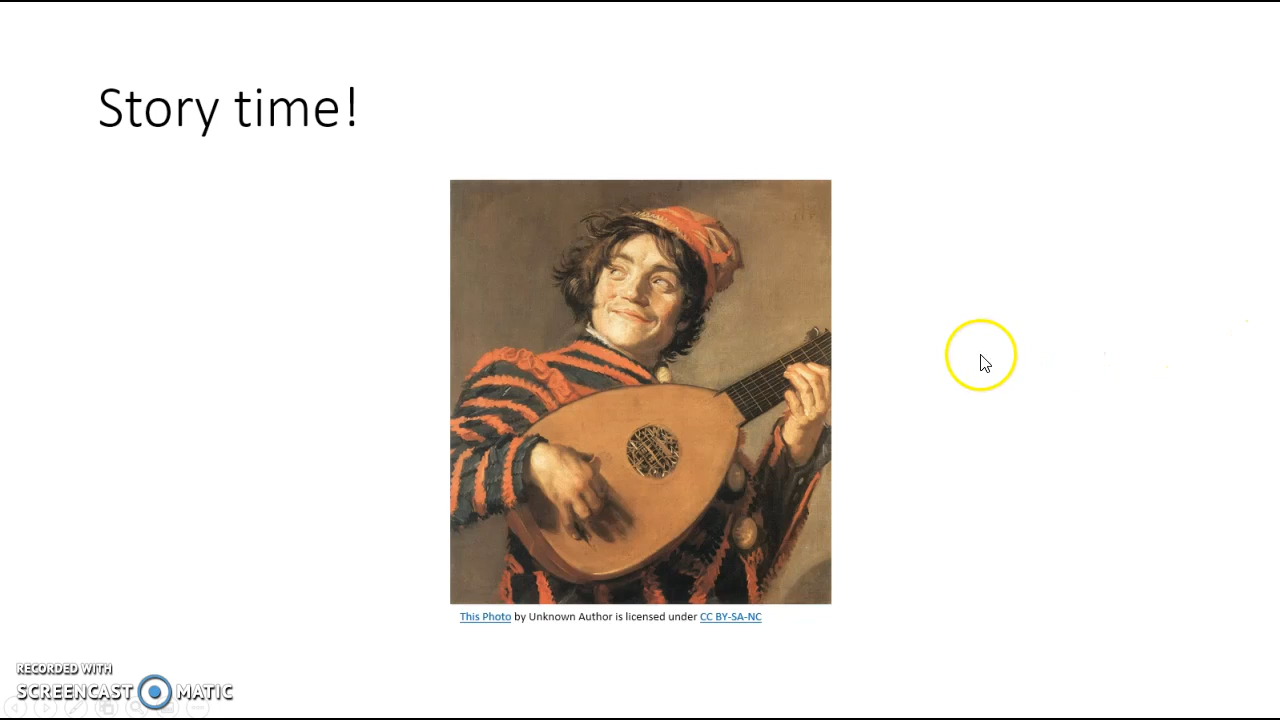 Story time!
This Photo by Unknown Author is licensed under CC BY-SA-NC
RECORDED WITH
SCREENCAST MATIC